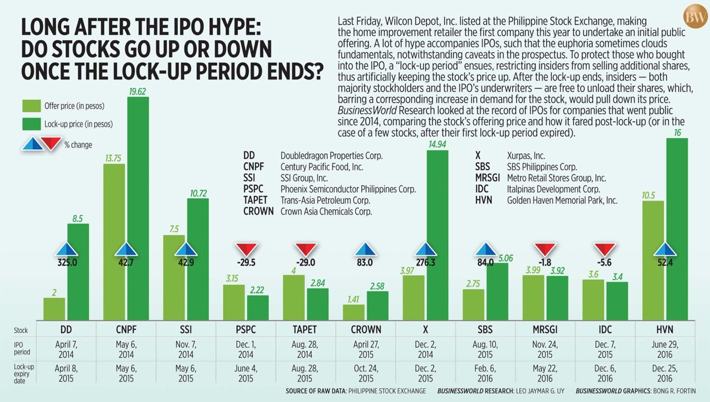 LONG AFTER THE IPO HYPE:
DO STOCKS GO UP OR DOWN
ONCE THE LOCK-UP PERIOD ENDS?
BW
Last Friday, Wilcon Depot, Inc. listed at the Philippine Stock Exchange, making
the home improvement retailer the first company this year to undertake an initial public
offering. A lot of hype accompanies IPOs, such that the euphoria sometimes clouds
fundamentals, notwithstanding caveats in the prospectus. To protect those who bought
into the IPO, a “lock-up period” ensues, restricting insiders from selling additional shares,
thus artificially keeping the stock’s price up. After the lock-up ends, insiders — both
majority stockholders and the IPO’s underwriters — are free to unload their shares, which,
barring a corresponding increase in demand for the stock, would pull down its price.
BusinessWorld Research looked at the record of IPOs for companies that went public
since 2014, comparing the stock’s offering price and how it fared post-lock-up (or in the
case of a few stocks, after their first lock-up period expired).
Offer price (in pesos)
Lock-up price (in pesos)
% change
DD Doubledragon Properties Corp.
CNPF Century Pacific Food, Inc.
SSI SSI Group, Inc.
PSPC Phoenix Semiconductor Philippines Corp.
TAPET Trans-Asia Petroleum Corp.
CROWN Crown Asia Chemicals Corp.
X Xurpas, Inc.
SBS SBS Philippines Corp.
MRSGI Metro Retail Stores Group, Inc.
IDC Italpinas Development Corp.
HVN Golden Haven Memorial Park, Inc.
2 8.5 13.75 19.62 7.5 10.72 3.15 2.22 4 2.84 1.41 2.58 3.97 14.94 2.75 5.06 3.99 3.92 3.6 3.4 10.5 16
325.0 42.7 42.9 -29.5 -29.0 83.0 276.3 84.0 -1.8 -5.6 52.4
Stock DD CNPF SSI PSPC TAPET CROWN X SBS MRSGI IDC HVN
IPO period April 7, 2014 May 6, 2014 Nov. 7, 2014 Dec. 1, 2014 Aug. 28, 2014 April 27, 2015 Dec. 2, 2014 Aug. 10, 2015 Nov. 24, 2015 Dec. 7, 2015 June 29, 2016
Lock-up expiry date April 8, 2015 May 6, 2015 May 6, 2015 June 4, 2015 Aug. 28, 2015 Oct. 24, 2015 Dec. 2, 2015 Feb. 6, 2016 May 22, 2016 Dec. 6, 2016 Dec. 25, 2016
SOURCE OF RAW DATA: PHILIPPINE STOCK EXCHANGE BUSINESSWORLD RESEARCH: LEO JAYMAR G. UY BUSINESSWORLD GRAPHICS: BONG R. FORTIN